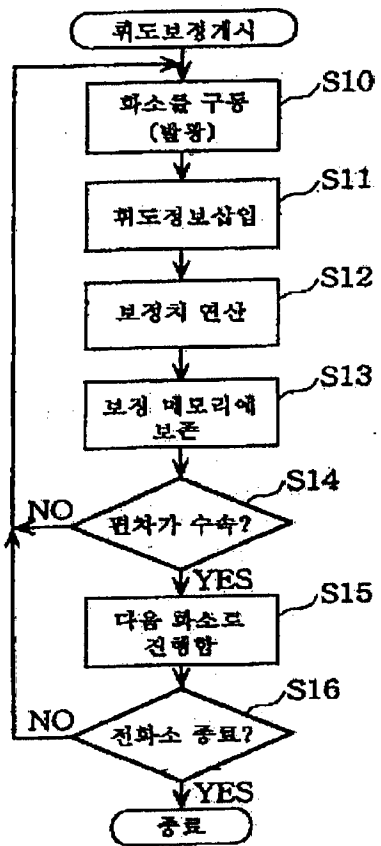 휘도보정개시
S10
화소를 구동
(발광)
S11
휘도정보삽입
S12
보정치 연산
S13
보정 메모리에
보존
S14
편차가 수속?
NO
YES
S15
다음 화소로
진행함
S16
전화소 종료?
NO
YES
종료